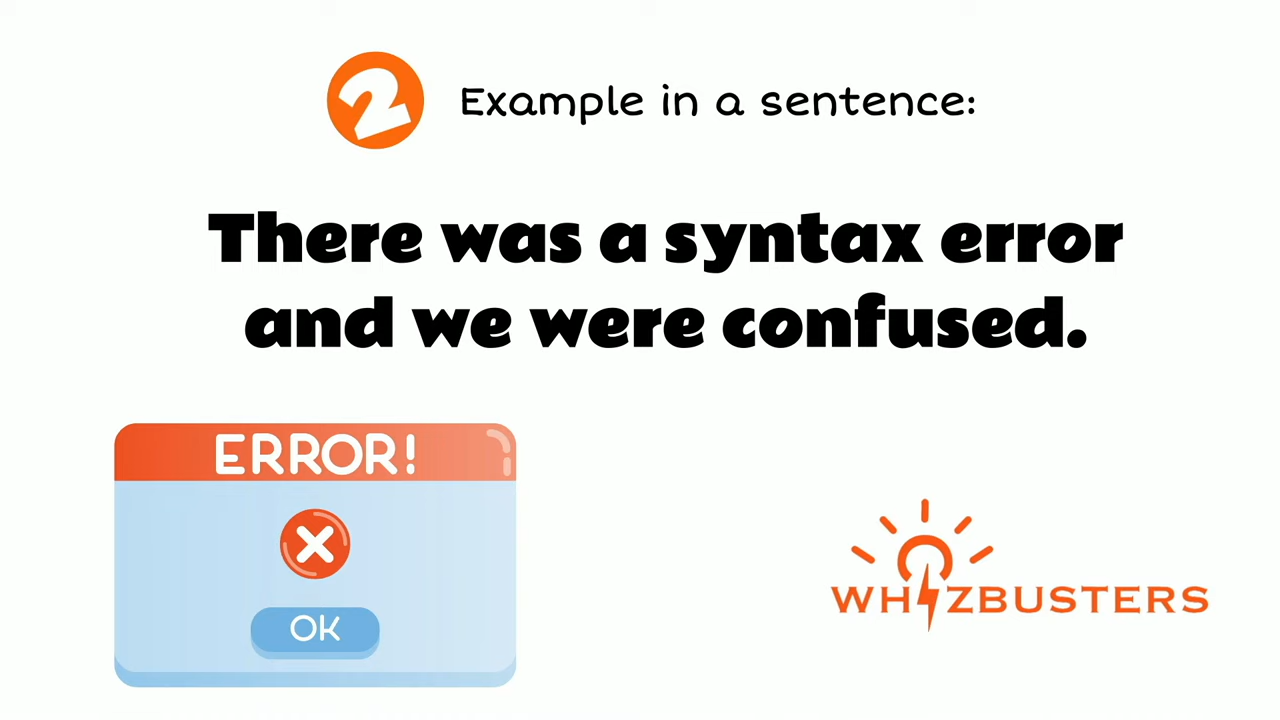 2 Example in a sentence:
There was a syntax error
and we were confused.
ERROR!
OK
WHIZBUSTERS